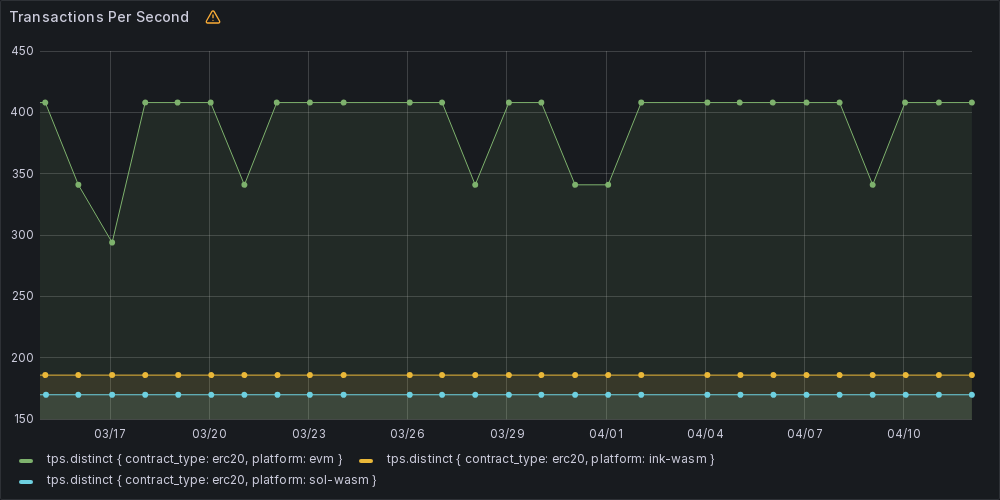 Transactions Per Second
450
400
350
300
250
200
150
03/17 03/20 03/23 03/26 03/29 04/01 04/04 04/07 04/10
tps.distinct { contract_type: erc20, platform: evm } tps.distinct { contract_type: erc20, platform: ink-wasm }
tps.distinct { contract_type: erc20, platform: sol-wasm }